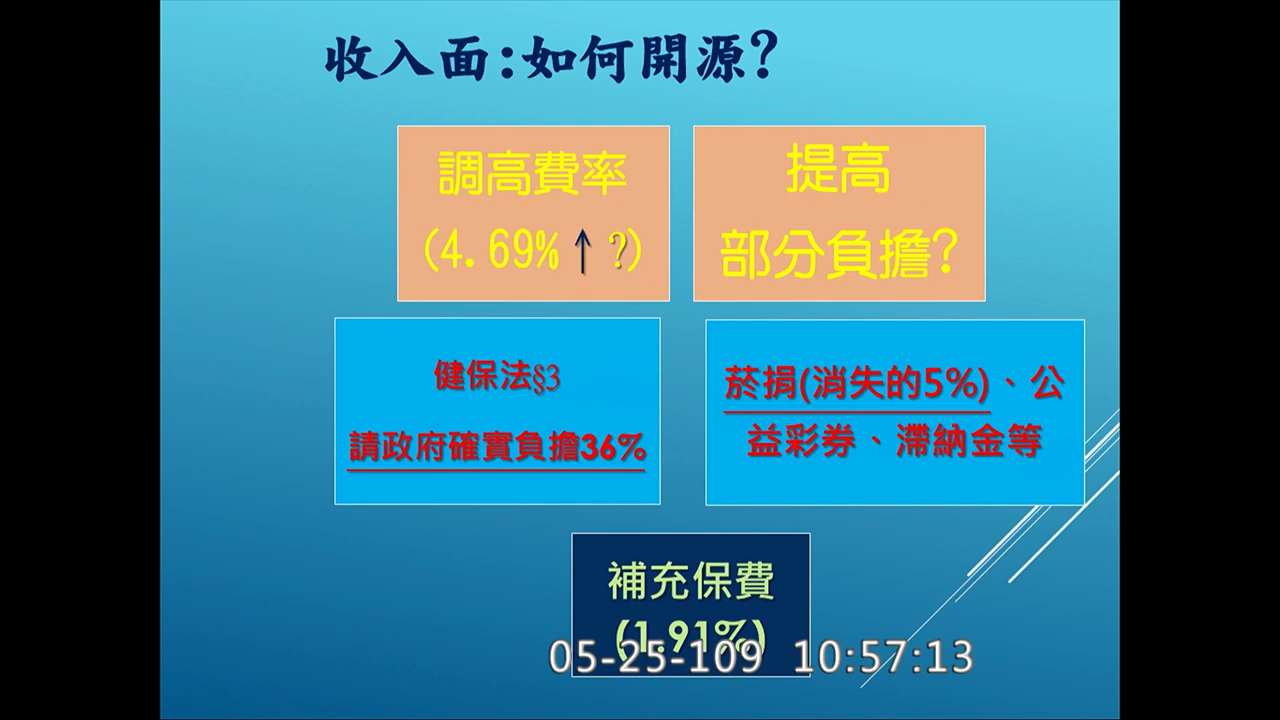 收入面:如何開源?
調高費率
(4.69%↑?)
提高
部分負擔?
健保法§3
請政府確實負擔36%
菸捐(消失的5%)、公
益彩券、滯納金等
補充保費
(1.91%)
05-25-109 10:57:13